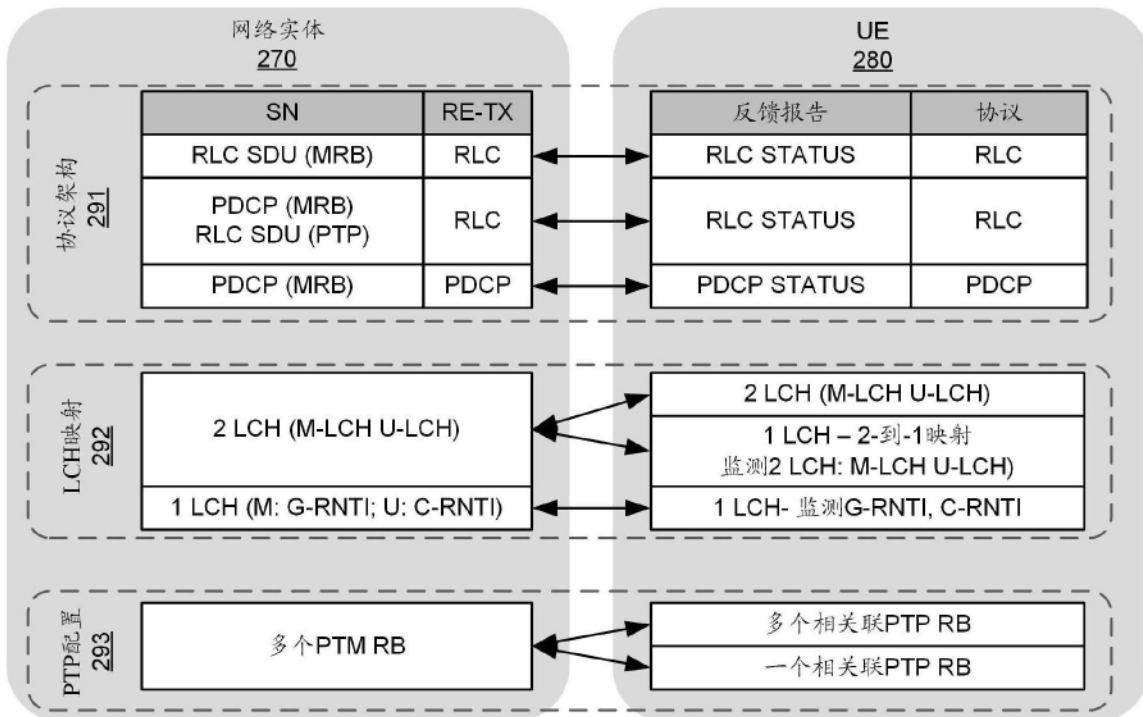 网络实体
270
UE
280
协议架构
291
SN
RE-TX
反馈报告
协议
RLC SDU (MRB)
RLC
RLC STATUS
RLC
PDCP (MRB)
RLC SDU (PTP)
RLC
RLC STATUS
RLC
PDCP (MRB)
PDCP
PDCP STATUS
PDCP
LCH映射
292
2 LCH (M-LCH U-LCH)
2 LCH (M-LCH U-LCH)
1 LCH – 2-到-1映射
监测2 LCH: M-LCH U-LCH)
1 LCH (M: G-RNTI; U: C-RNTI)
1 LCH- 监测G-RNTI, C-RNTI
PTP配置
293
多个PTM RB
多个相关联PTP RB
一个相关联PTP RB